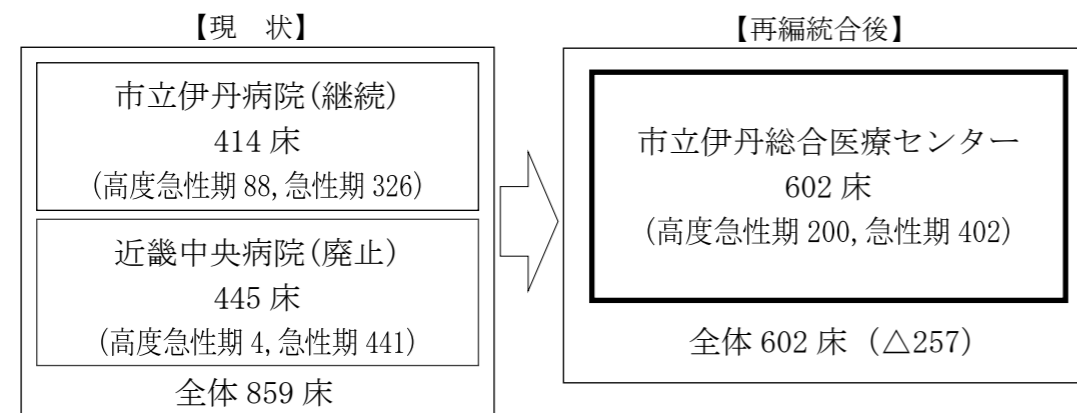 【現 状】
市立伊丹病院(継続)
414 床
(高度急性期 88, 急性期 326)
近畿中央病院(廃止)
445 床
(高度急性期 4, 急性期 441)
全体 859 床
【再編統合後】
市立伊丹総合医療センター
602 床
(高度急性期 200, 急性期 402)
全体 602 床 (△257)